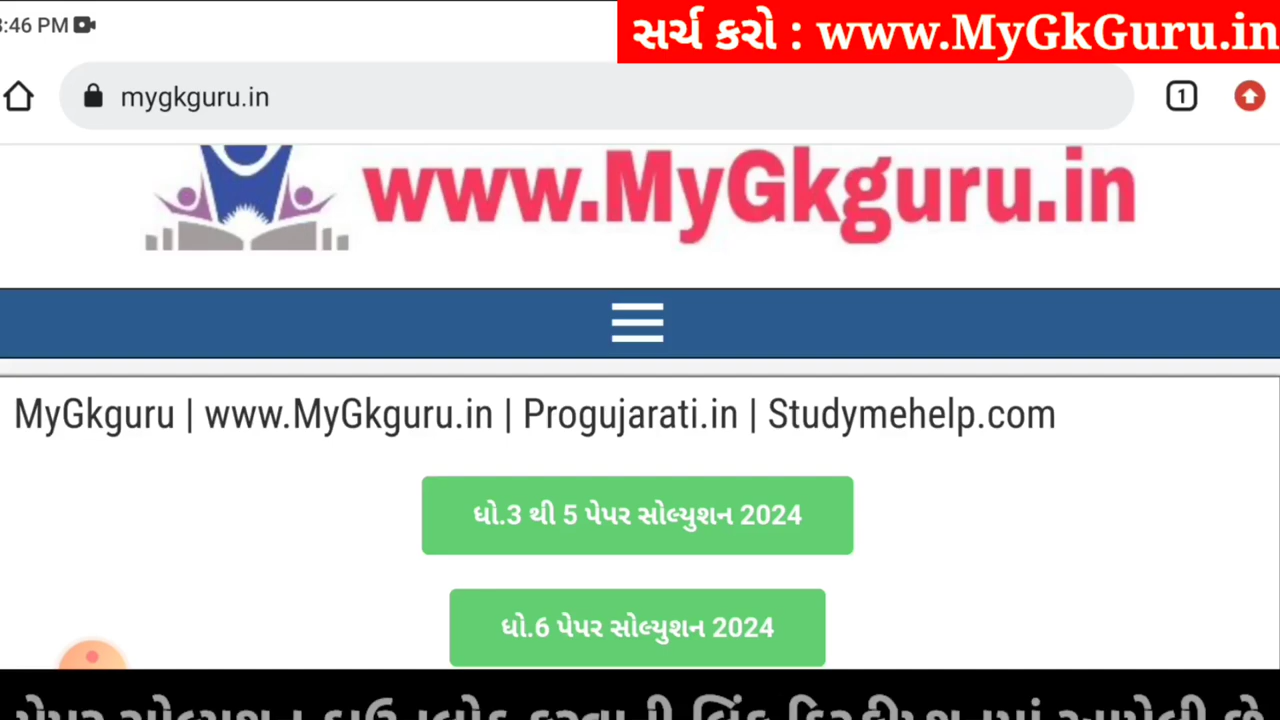 :46 PM
સર્ચ કરો : www.MyGkGuru.in
mygkguru.in
1
www.MyGkguru.in
MyGkguru | www.MyGkguru.in | Progujarati.in | Studymehelp.com
ધો.3 થી 5 પેપર સોલ્યુશન 2024
ધો.6 પેપર સોલ્યુશન 2024